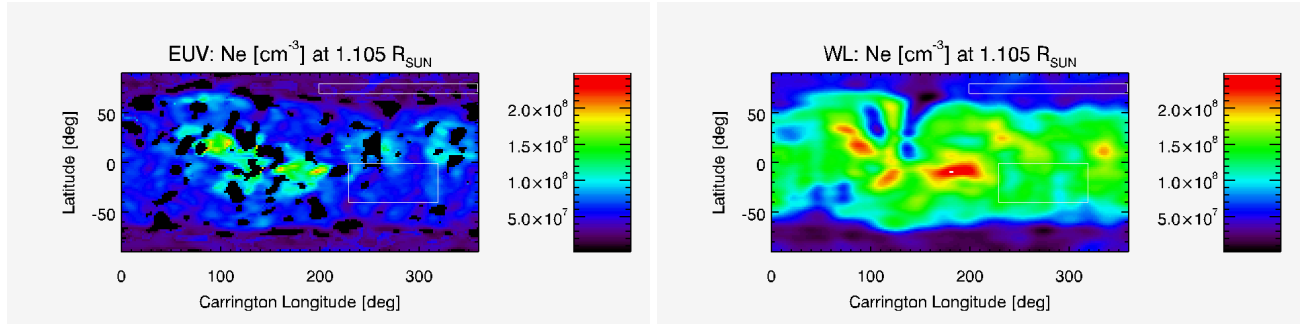 EUV: Ne [cm⁻³] at 1.105 R_SUN
50
0
-50
Latitude [deg]
0 100 200 300
Carrington Longitude [deg]
2.0×10⁸
1.5×10⁸
1.0×10⁸
5.0×10⁷
WL: Ne [cm⁻³] at 1.105 R_SUN
50
0
-50
Latitude [deg]
0 100 200 300
Carrington Longitude [deg]
2.0×10⁸
1.5×10⁸
1.0×10⁸
5.0×10⁷